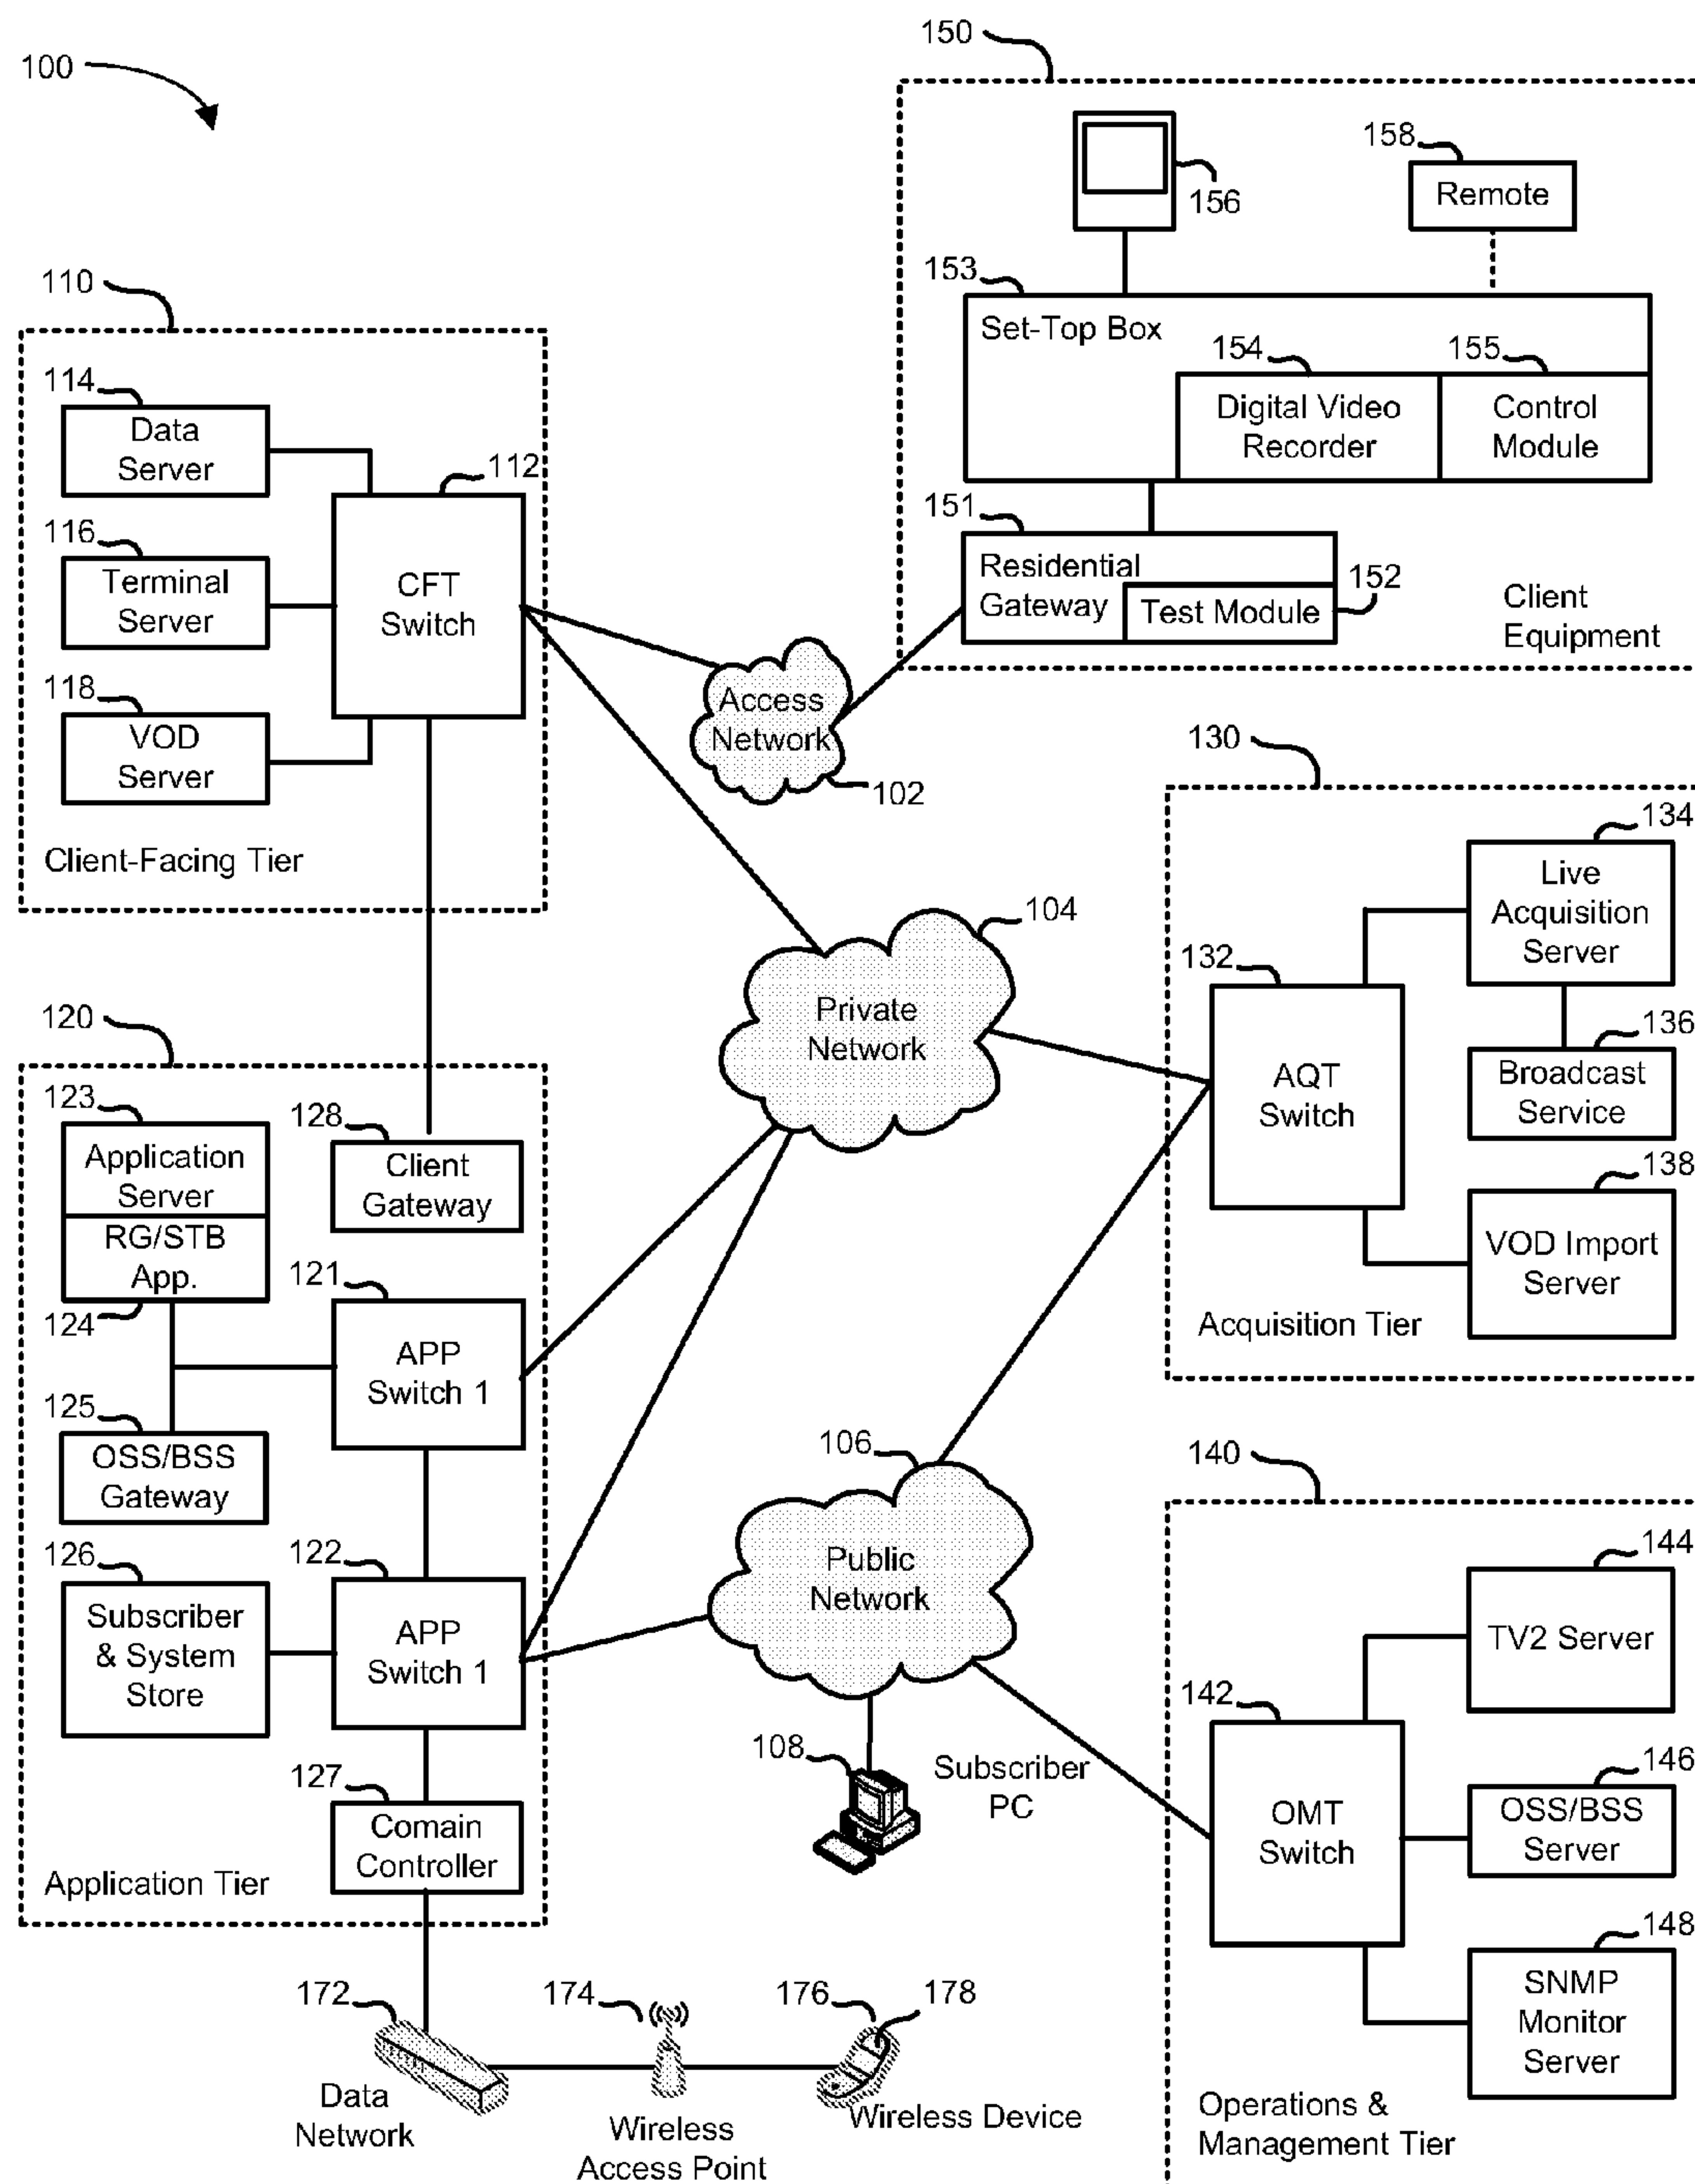 100
150
156
158
Remote
153
Set-Top Box
154
155
Digital Video
Recorder
Control
Module
151
Residential
Gateway
Test Module
152
Client
Equipment
110
114
Data
Server
112
116
Terminal
Server
CFT
Switch
118
VOD
Server
Client-Facing Tier
Access
Network
102
130
134
Live
Acquisition
Server
132
AQT
Switch
136
Broadcast
Service
138
VOD Import
Server
Acquisition Tier
104
Private
Network
120
123
Application
Server
RG/STB
App.
124
128
Client
Gateway
121
APP
Switch 1
125
OSS/BSS
Gateway
126
Subscriber
& System
Store
122
APP
Switch 1
127
Comain
Controller
Application Tier
106
Public
Network
108
Subscriber
PC
140
144
TV2 Server
142
OMT
Switch
146
OSS/BSS
Server
148
SNMP
Monitor
Server
Operations &
Management Tier
172
Data
Network
174
Wireless
Access Point
176
178
Wireless Device